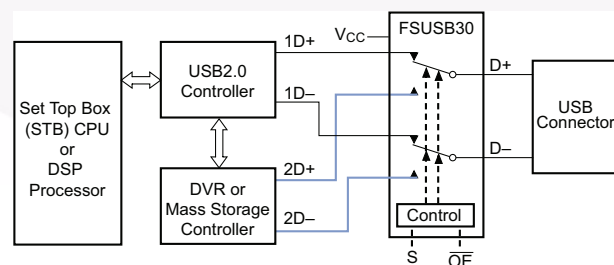 Set Top Box
(STB) CPU
or
DSP
Processor
USB2.0
Controller
DVR or
Mass Storage
Controller
1D+
1D–
2D+
2D–
VCC
FSUSB30
Control
S
OE
D+
D–
USB
Connector